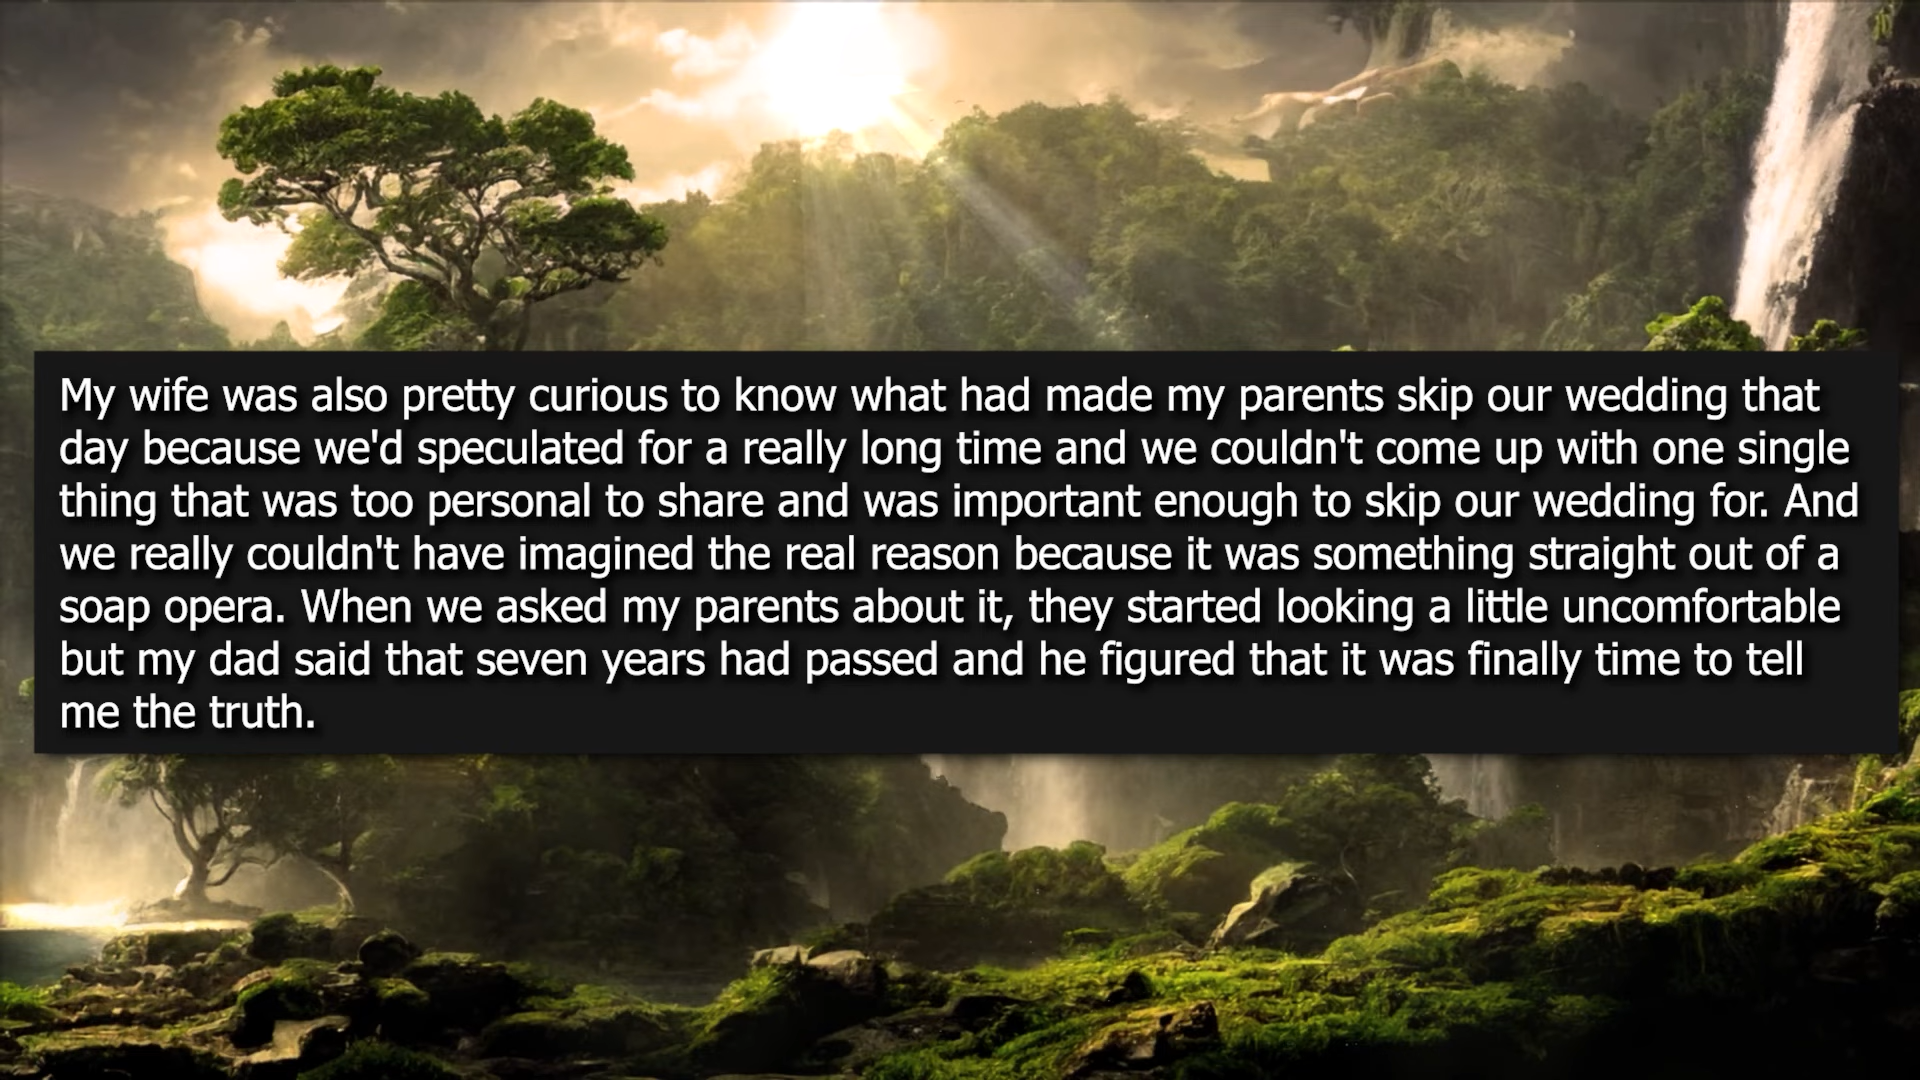 My wife was also pretty curious to know what had made my parents skip our wedding that
day because we'd speculated for a really long time and we couldn't come up with one single
thing that was too personal to share and was important enough to skip our wedding for. And
we really couldn't have imagined the real reason because it was something straight out of a
soap opera. When we asked my parents about it, they started looking a little uncomfortable
but my dad said that seven years had passed and he figured that it was finally time to tell
me the truth.